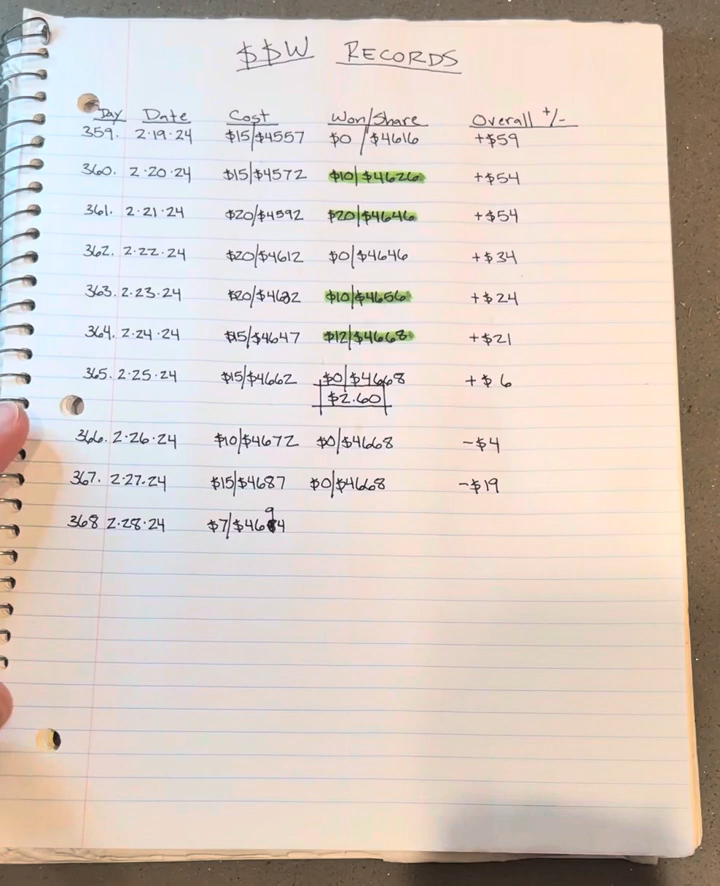 $$W RECORDS
Day Date Cost Won/Share Overall +/-
359. 2·19·24 $15/$4557 $0/$4616 +$59
360. 2·20·24 $15/$4572 $10/$4626 +$54
361. 2·21·24 $20/$4592 $20/$4646 +$54
362. 2·22·24 $20/$4612 $0/$4646 +$34
363. 2·23·24 $20/$4632 $10/$4656 +$24
364. 2·24·24 $15/$4647 $12/$4668 +$21
365. 2·25·24 $15/$4662 $0/$4668 +$6
$2.60
366. 2·26·24 $10/$4672 $0/$4668 -$4
367. 2·27·24 $15/$4687 $0/$4668 -$19
368 2·28·24 $7/$4694